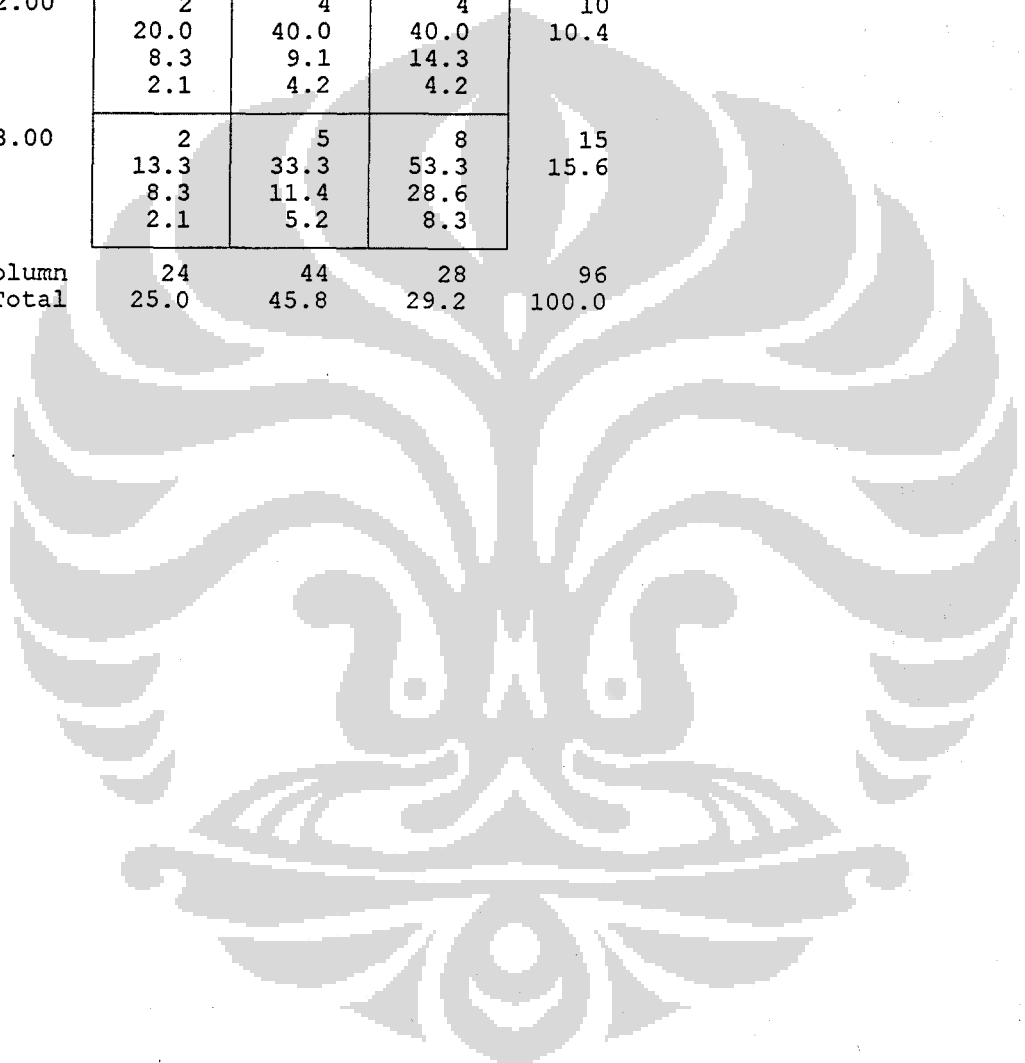 2.00 2 4 4 10
20.0 40.0 40.0 10.4
8.3 9.1 14.3
2.1 4.2 4.2
3.00 2 5 8 15
13.3 33.3 53.3 15.6
8.3 11.4 28.6
2.1 5.2 8.3
olumn 24 44 28 96
Total 25.0 45.8 29.2 100.0